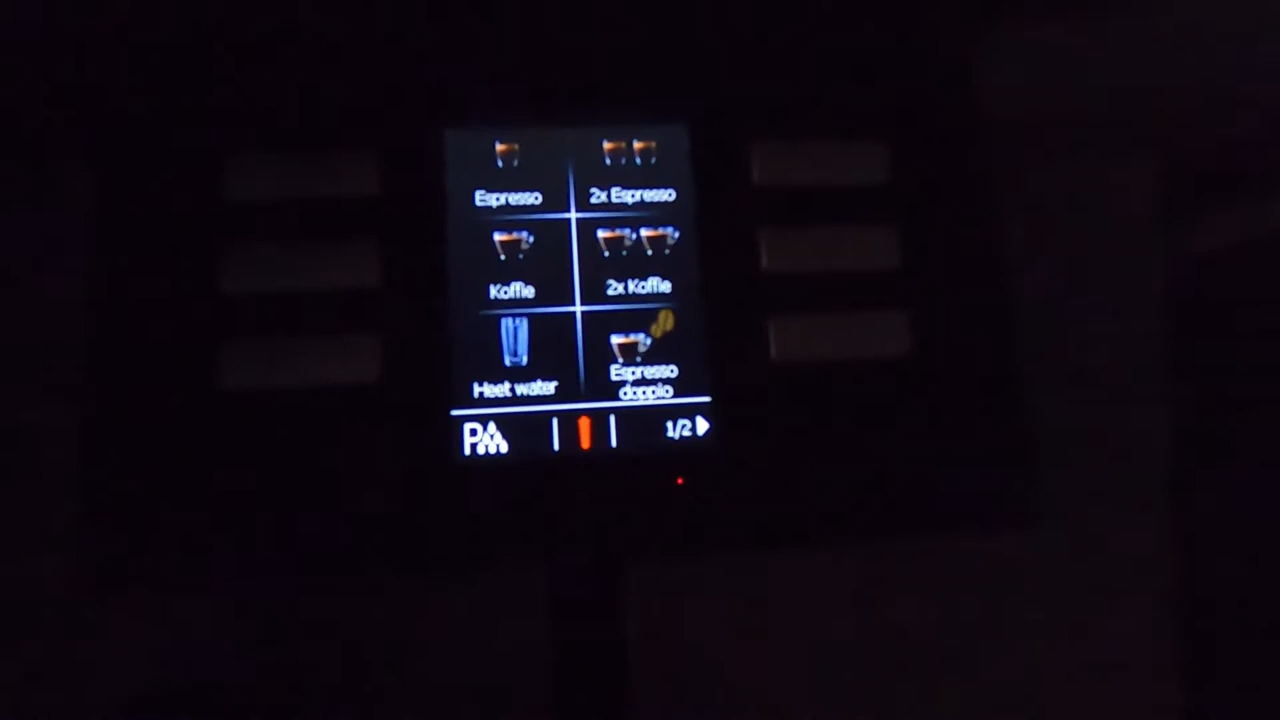 Espresso
2x Espresso
Koffie
2x Koffie
Heet water
Espresso
doppio
P
1/2